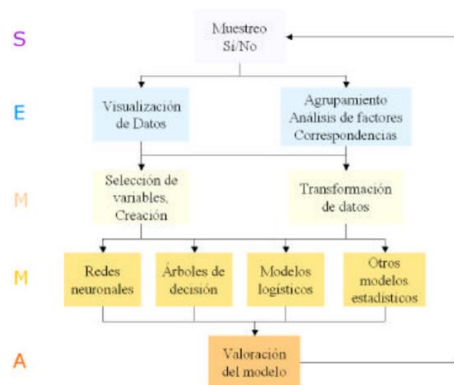 S
Muestreo
Sí/No
E
Visualización
de Datos
Agrupamiento
Análisis de factores
Correspondencias
M
Selección de
variables,
Creación
Transformación
de datos
M
Redes
neuronales
Árboles de
decisión
Modelos
logísticos
Otros
modelos
estadísticos
A
Valoración
del modelo